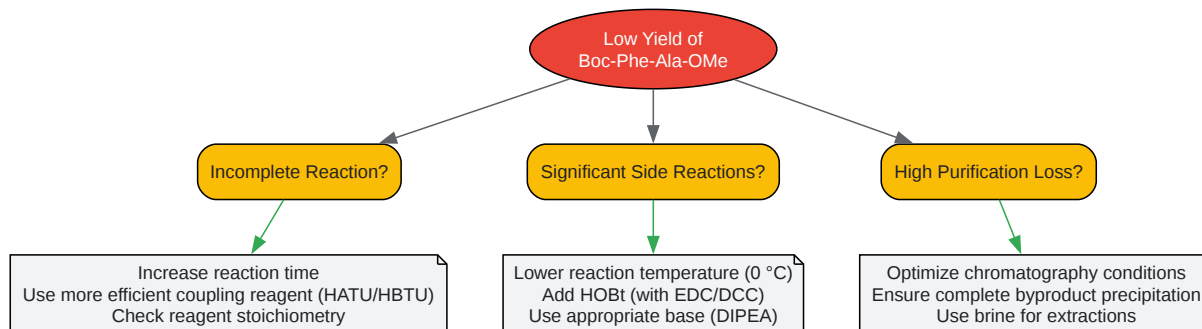 Low Yield of
Boc-Phe-Ala-OMe
Incomplete Reaction?
Significant Side Reactions?
High Purification Loss?
Increase reaction time
Use more efficient coupling reagent (HATU/HBTU)
Check reagent stoichiometry
Lower reaction temperature (0 °C)
Add HOBt (with EDC/DCC)
Use appropriate base (DIPEA)
Optimize chromatography conditions
Ensure complete byproduct precipitation
Use brine for extractions